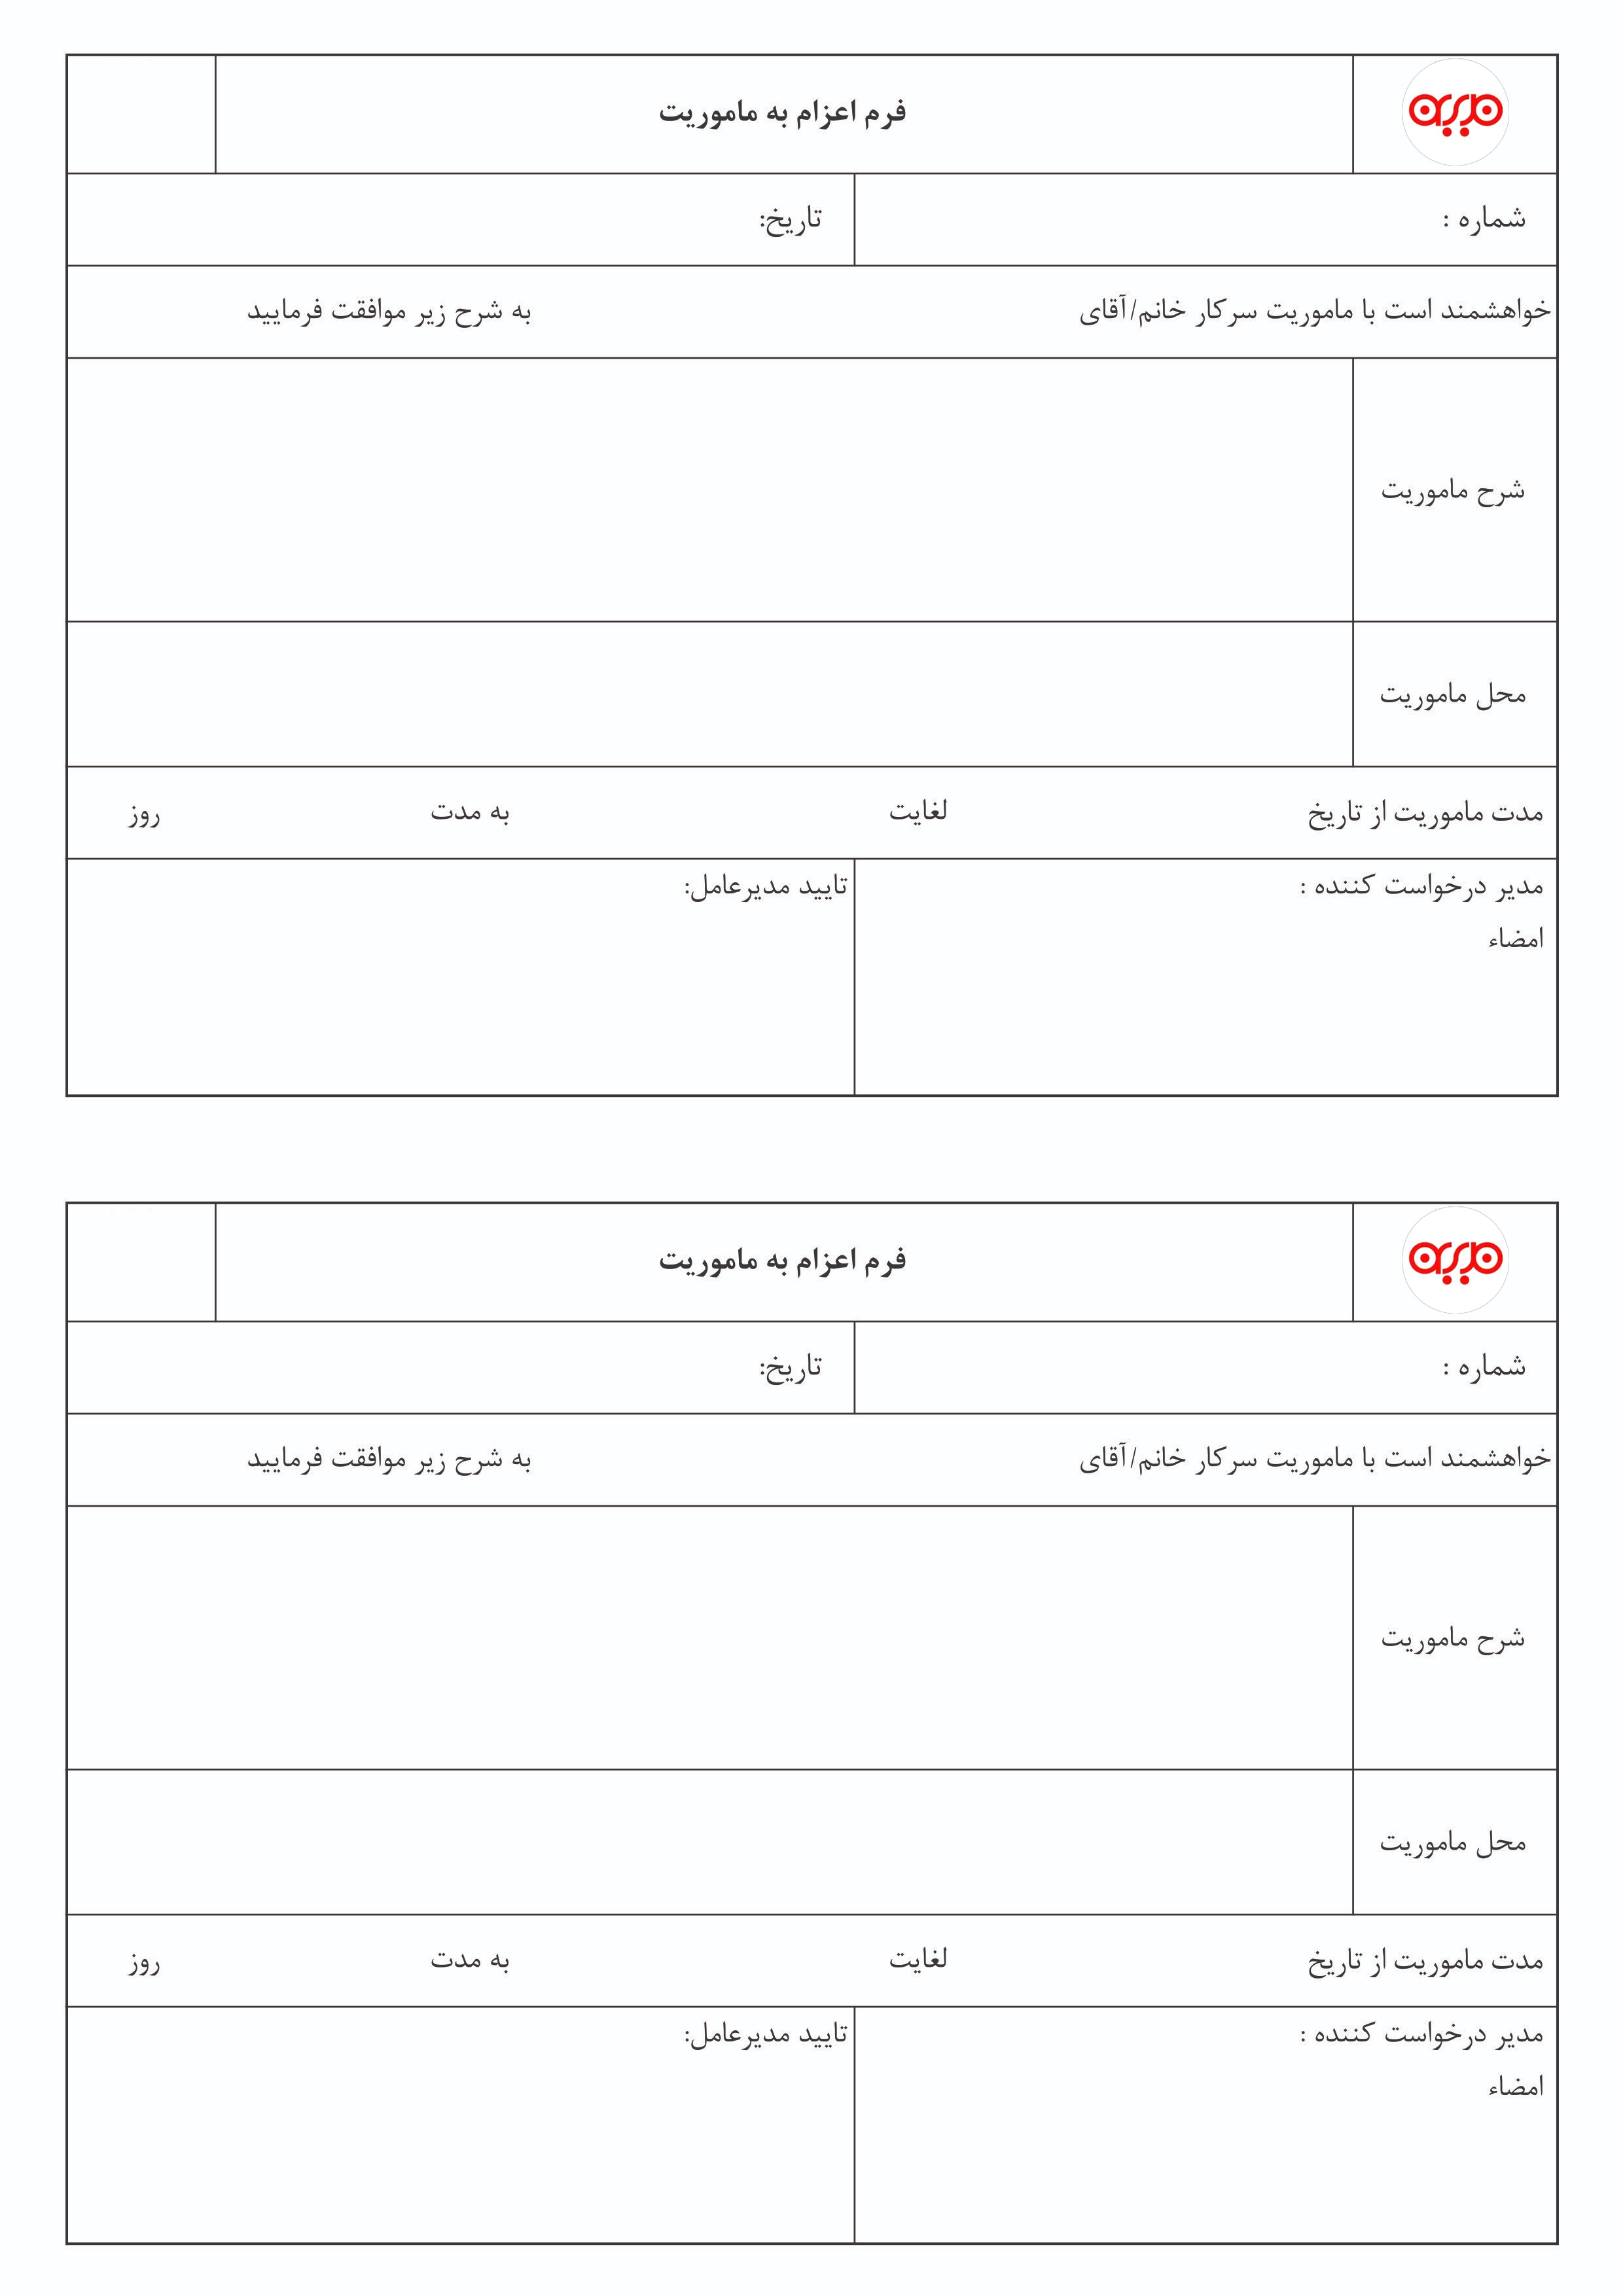 فرم اعزام به ماموریت
شماره :
تاریخ:
خواهشمند است با ماموریت سرکار خانم/آقای به شرح زیر موافقت فرمایید
شرح ماموریت
محل ماموریت
مدت ماموریت از تاریخ لغایت به مدت روز
مدیر درخواست کننده :
امضاء
تایید مدیرعامل:
فرم اعزام به ماموریت
شماره :
تاریخ:
خواهشمند است با ماموریت سرکار خانم/آقای به شرح زیر موافقت فرمایید
شرح ماموریت
محل ماموریت
مدت ماموریت از تاریخ لغایت به مدت روز
مدیر درخواست کننده :
امضاء
تایید مدیرعامل: